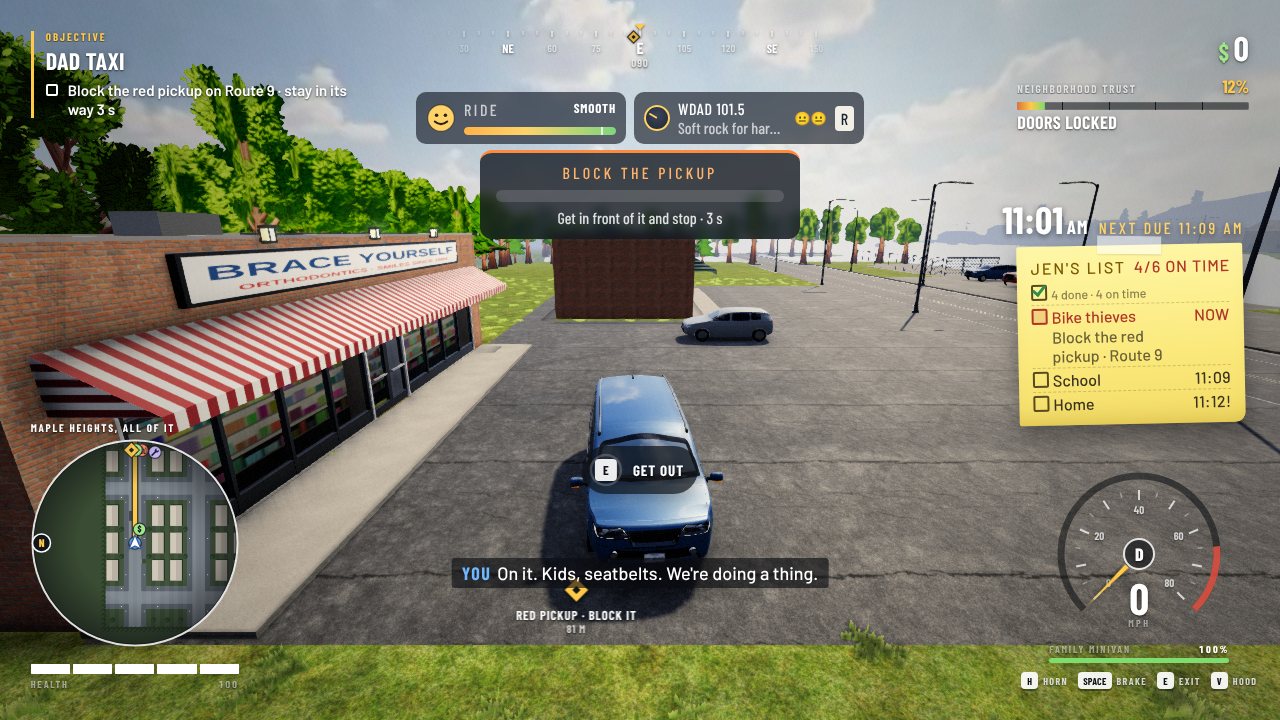 OBJECTIVE
DAD TAXI
Block the red pickup on Route 9 · stay in its
way 3 s
30 NE 60 75 E 105 120 SE 150
090
RIDE SMOOTH
WDAD 101.5
Soft rock for har...
R
BLOCK THE PICKUP
Get in front of it and stop · 3 s
$0
NEIGHBORHOOD TRUST 12%
DOORS LOCKED
11:01 AM NEXT DUE 11:09 AM
JEN'S LIST 4/6 ON TIME
4 done · 4 on time
Bike thieves NOW
Block the red
pickup · Route 9
School 11:09
Home 11:12!
BRACE YOURSELF
ORTHODONTICS · SMILES SINCE
E GET OUT
YOU On it. Kids, seatbelts. We're doing a thing.
RED PICKUP · BLOCK IT
81 M
MAPLE HEIGHTS, ALL OF IT
N
$
HEALTH 100
0 20 40 60 80
D
0
MPH
FAMILY MINIVAN 100%
H HORN SPACE BRAKE E EXIT V HOOD